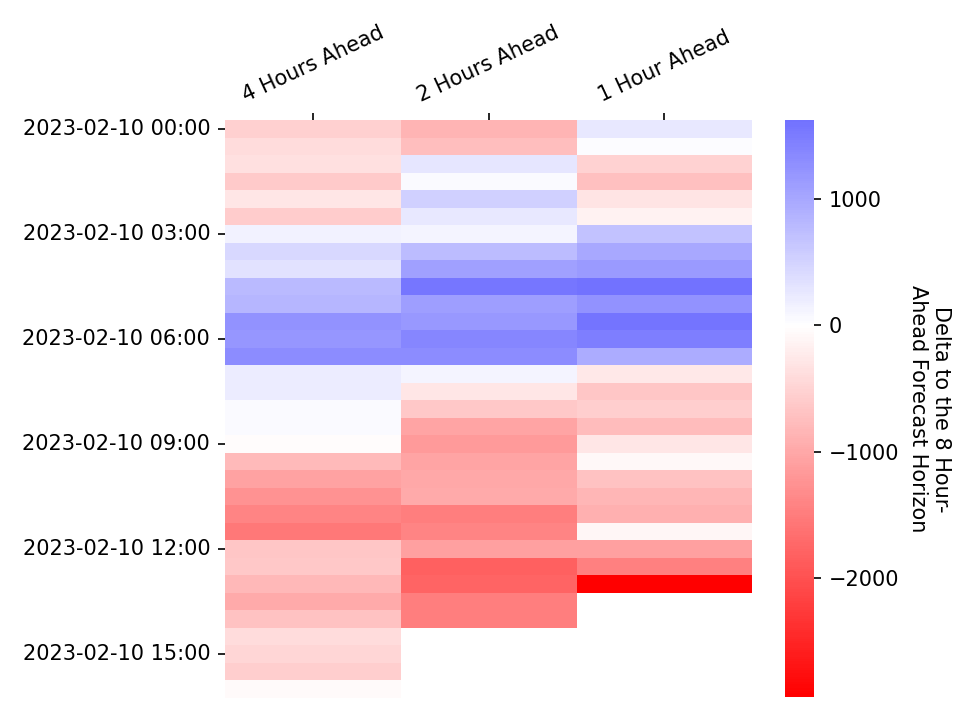 4 Hours Ahead
2 Hours Ahead
1 Hour Ahead
2023-02-10 00:00
2023-02-10 03:00
2023-02-10 06:00
2023-02-10 09:00
2023-02-10 12:00
2023-02-10 15:00
1000
0
−1000
−2000
Delta to the 8 Hour-
Ahead Forecast Horizon